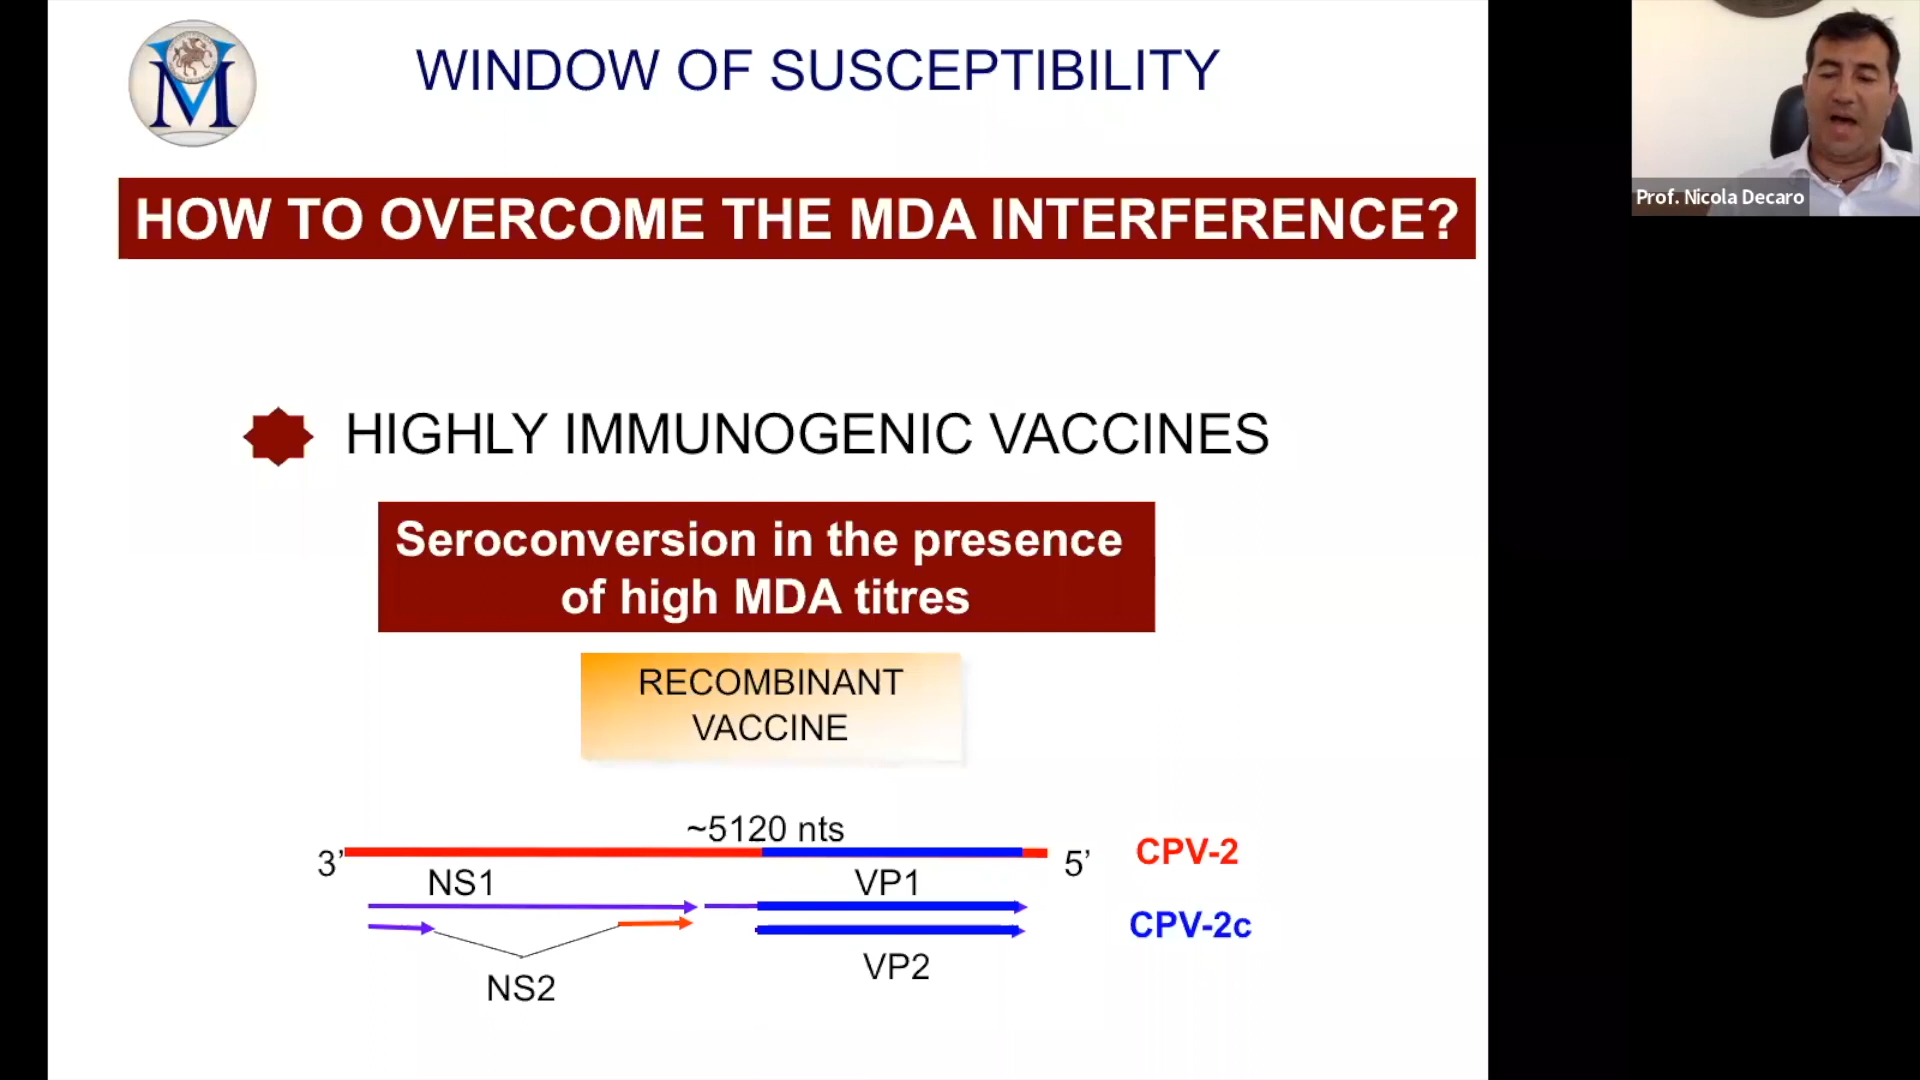 WINDOW OF SUSCEPTIBILITY
Prof. Nicola Decaro
HOW TO OVERCOME THE MDA INTERFERENCE?
HIGHLY IMMUNOGENIC VACCINES
Seroconversion in the presence
of high MDA titres
RECOMBINANT
VACCINE
~5120 nts
3’
5’
CPV-2
NS1
VP1
CPV-2c
VP2
NS2